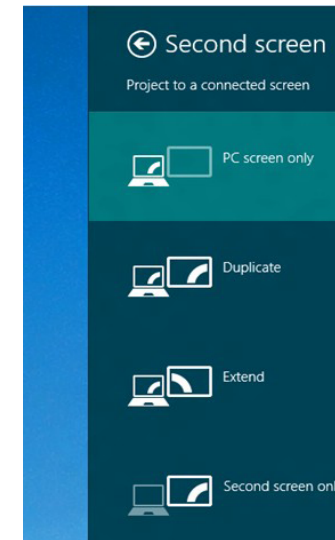 Second screen
Project to a connected screen
PC screen only
Duplicate
Extend
Second screen onl